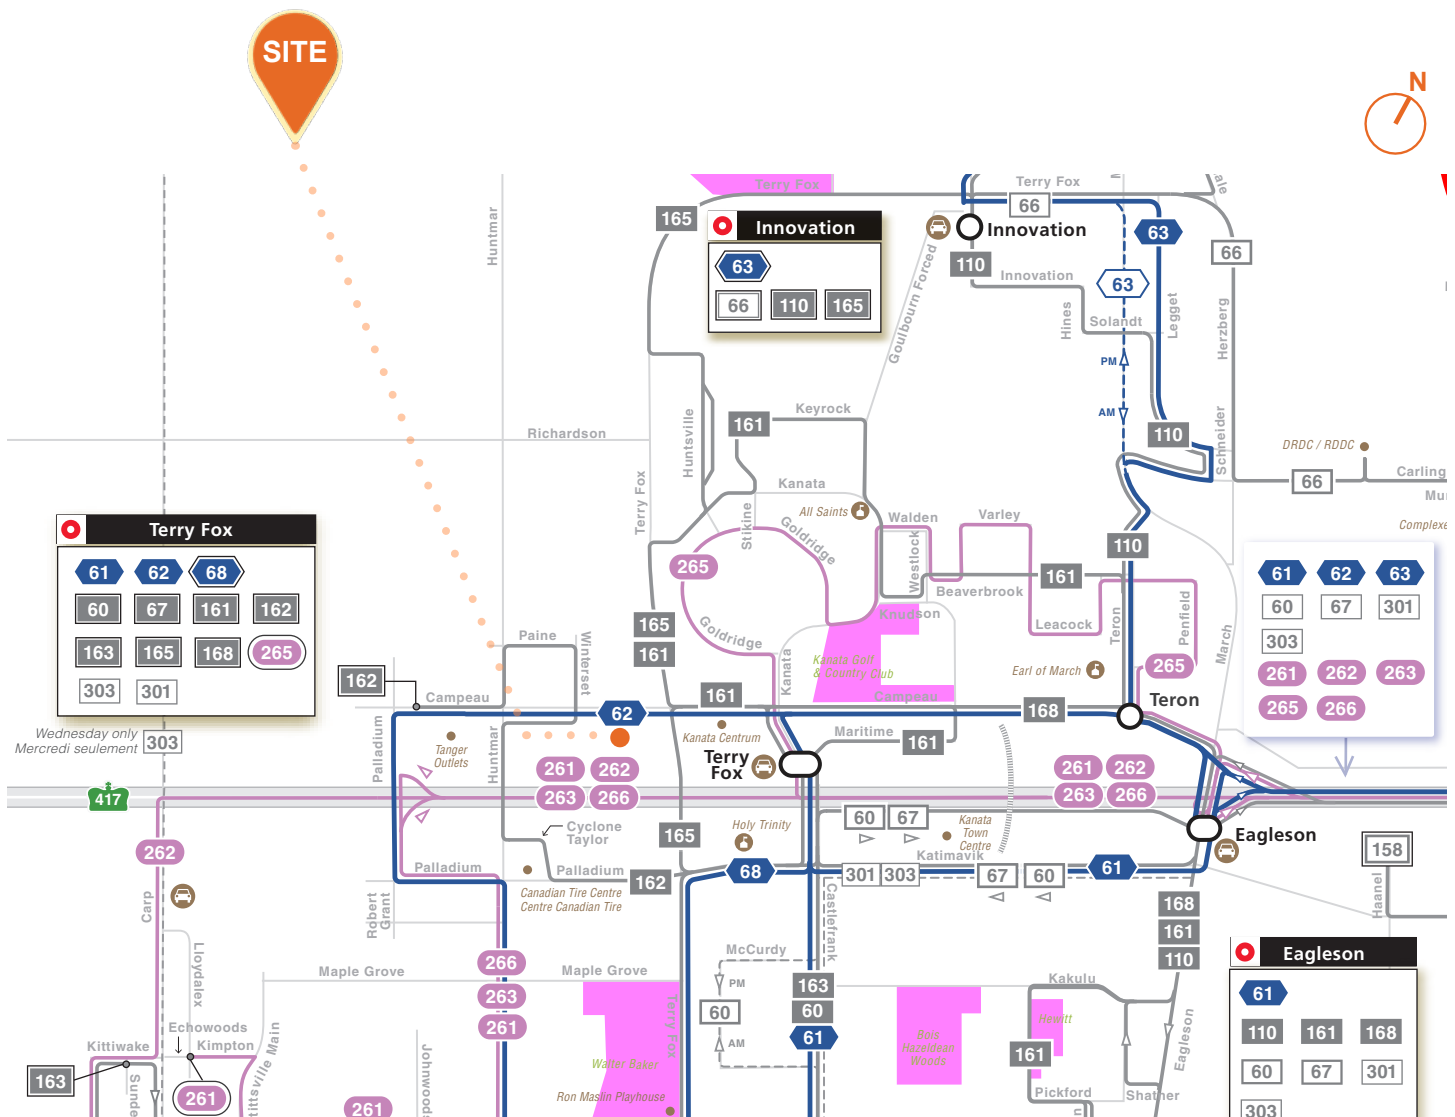 SITE
N
Terry Fox
Terry Fox
165
66
Innovation
Innovation
63
66
110
165
110
Innovation
63
63
66
Huntmar
Goulbourn Forced
Hines
Solandt
Legget
Herzberg
PM
AM
Richardson
Huntsville
161
Keyrock
110
Schneider
DRDC / RDDC
66
Carling
Terry Fox
Kanata
Stikine
All Saints
Goldridge
Walden
Varley
Westlock
110
Complexe
Terry Fox
61
62
68
60
67
161
162
163
165
168
265
303
301
Wednesday only
Mercredi seulement
303
265
161
Beaverbrook
Knudson
Leacock
Teron
Penfield
March
61
62
63
60
67
301
303
261
262
263
265
266
165
161
Goldridge
Kanata
Kanata Golf
& Country Club
Earl of March
265
Paine
Winterset
162
Campeau
161
Campeau
168
Teron
62
Palladium
Huntmar
Tanger
Outlets
Kanata Centrum
Maritime
161
Terry
Fox
261
262
263
266
261
262
263
266
417
60
67
Kanata
Town
Centre
Eagleson
Cyclone
Taylor
165
Holy Trinity
Katimavik
158
262
Palladium
Palladium
162
68
301
303
67
60
61
Canadian Tire Centre
Centre Canadian Tire
Carp
Robert
Grant
Castlefrank
Haanel
168
161
110
Lloydalex
266
263
261
Maple Grove
Maple Grove
McCurdy
PM
60
AM
163
60
61
Kakulu
Eagleson
61
110
161
168
60
67
301
303
Echowoods
Kittiwake
Kimpton
163
261
Terry Fox
Walter Baker
Ron Maslin Playhouse
Bois
Hazeldean
Woods
Hewitt
161
Pickford
Shather
Eagleson
261